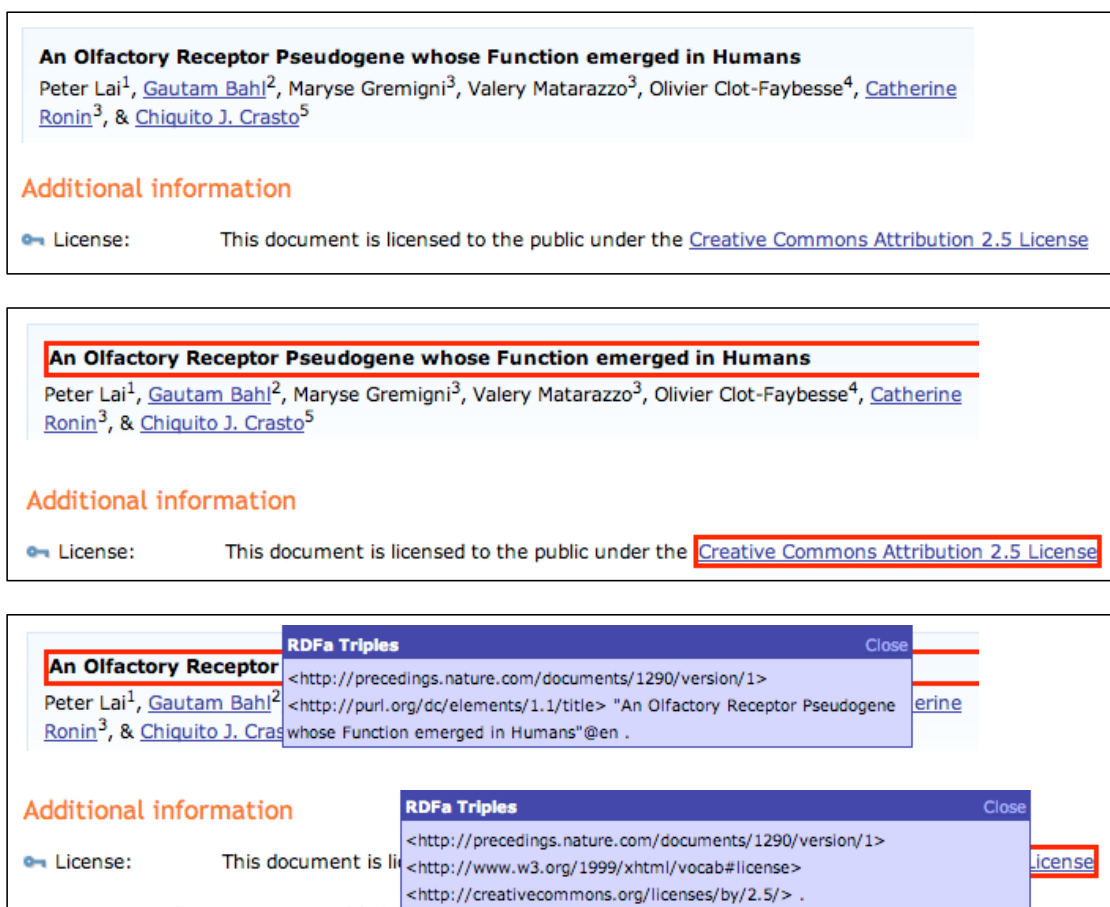 An Olfactory Receptor Pseudogene whose Function emerged in Humans
Peter Lai1, Gautam Bahl2, Maryse Gremigni3, Valery Matarazzo3, Olivier Clot-Faybesse4, Catherine
Ronin3, & Chiquito J. Crasto5
Additional information
License: This document is licensed to the public under the Creative Commons Attribution 2.5 License
An Olfactory Receptor Pseudogene whose Function emerged in Humans
Peter Lai1, Gautam Bahl2, Maryse Gremigni3, Valery Matarazzo3, Olivier Clot-Faybesse4, Catherine
Ronin3, & Chiquito J. Crasto5
Additional information
License: This document is licensed to the public under the Creative Commons Attribution 2.5 License
RDFa Triples Close
An Olfactory Receptor
<http://precedings.nature.com/documents/1290/version/1>
Peter Lai1, Gautam Bahl2 <http://purl.org/dc/elements/1.1/title> "An Olfactory Receptor Pseudogene erine
Ronin3, & Chiquito J. Cras whose Function emerged in Humans"@en .
Additional information
RDFa Triples Close
<http://precedings.nature.com/documents/1290/version/1>
License: This document is li <http://www.w3.org/1999/xhtml/vocab#license> License
<http://creativecommons.org/licenses/by/2.5/> .